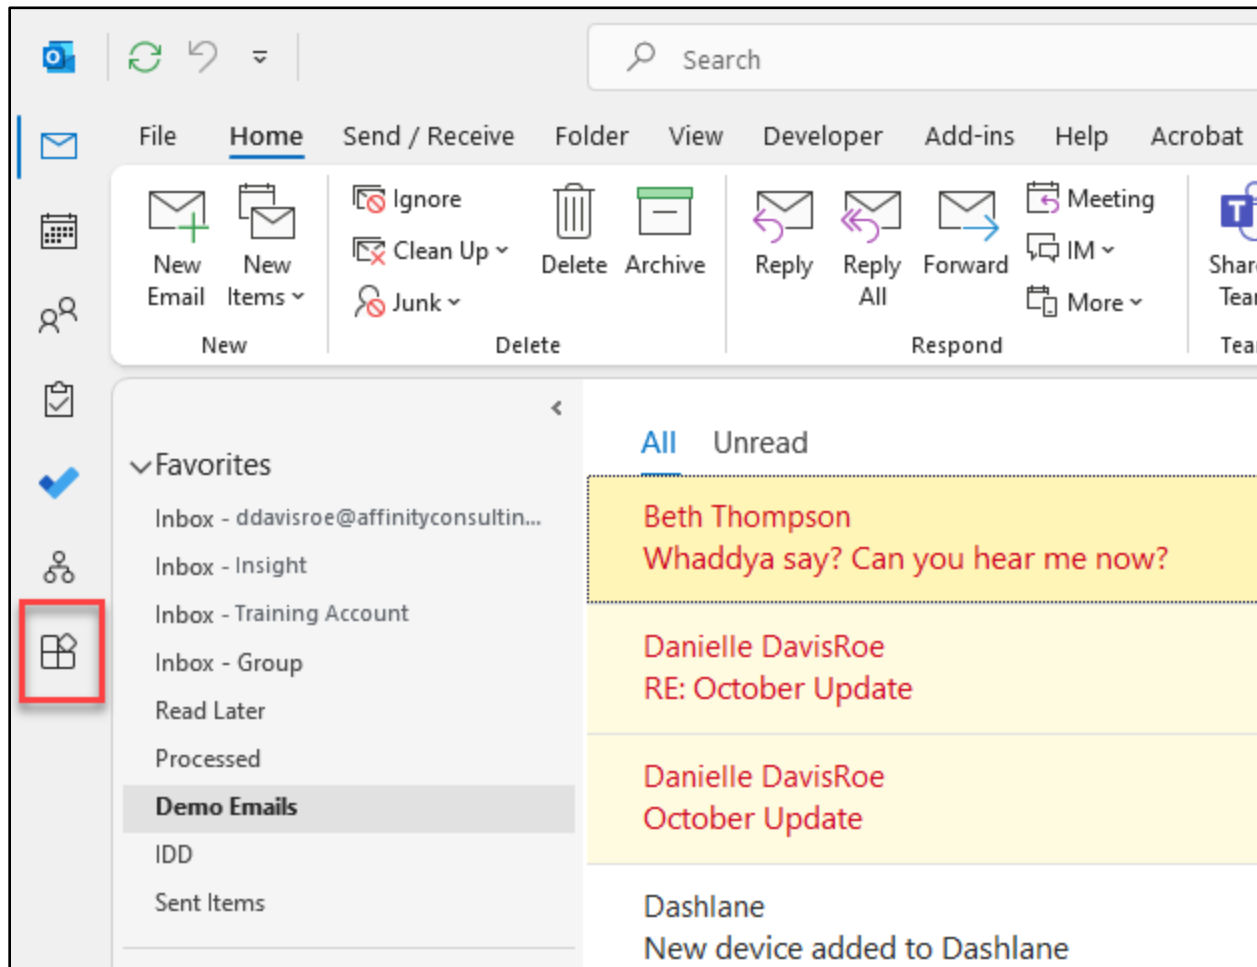 Search
File Home Send / Receive Folder View Developer Add-ins Help Acrobat
New Email
New Items
Ignore
Clean Up
Junk
Delete
Archive
Reply
Reply All
Forward
Meeting
IM
More
New
Delete
Respond
Favorites
Inbox - ddavisroe@affinityconsultin...
Inbox - Insight
Inbox - Training Account
Inbox - Group
Read Later
Processed
Demo Emails
IDD
Sent Items
All Unread
Beth Thompson
Whaddya say? Can you hear me now?
Danielle DavisRoe
RE: October Update
Danielle DavisRoe
October Update
Dashlane
New device added to Dashlane